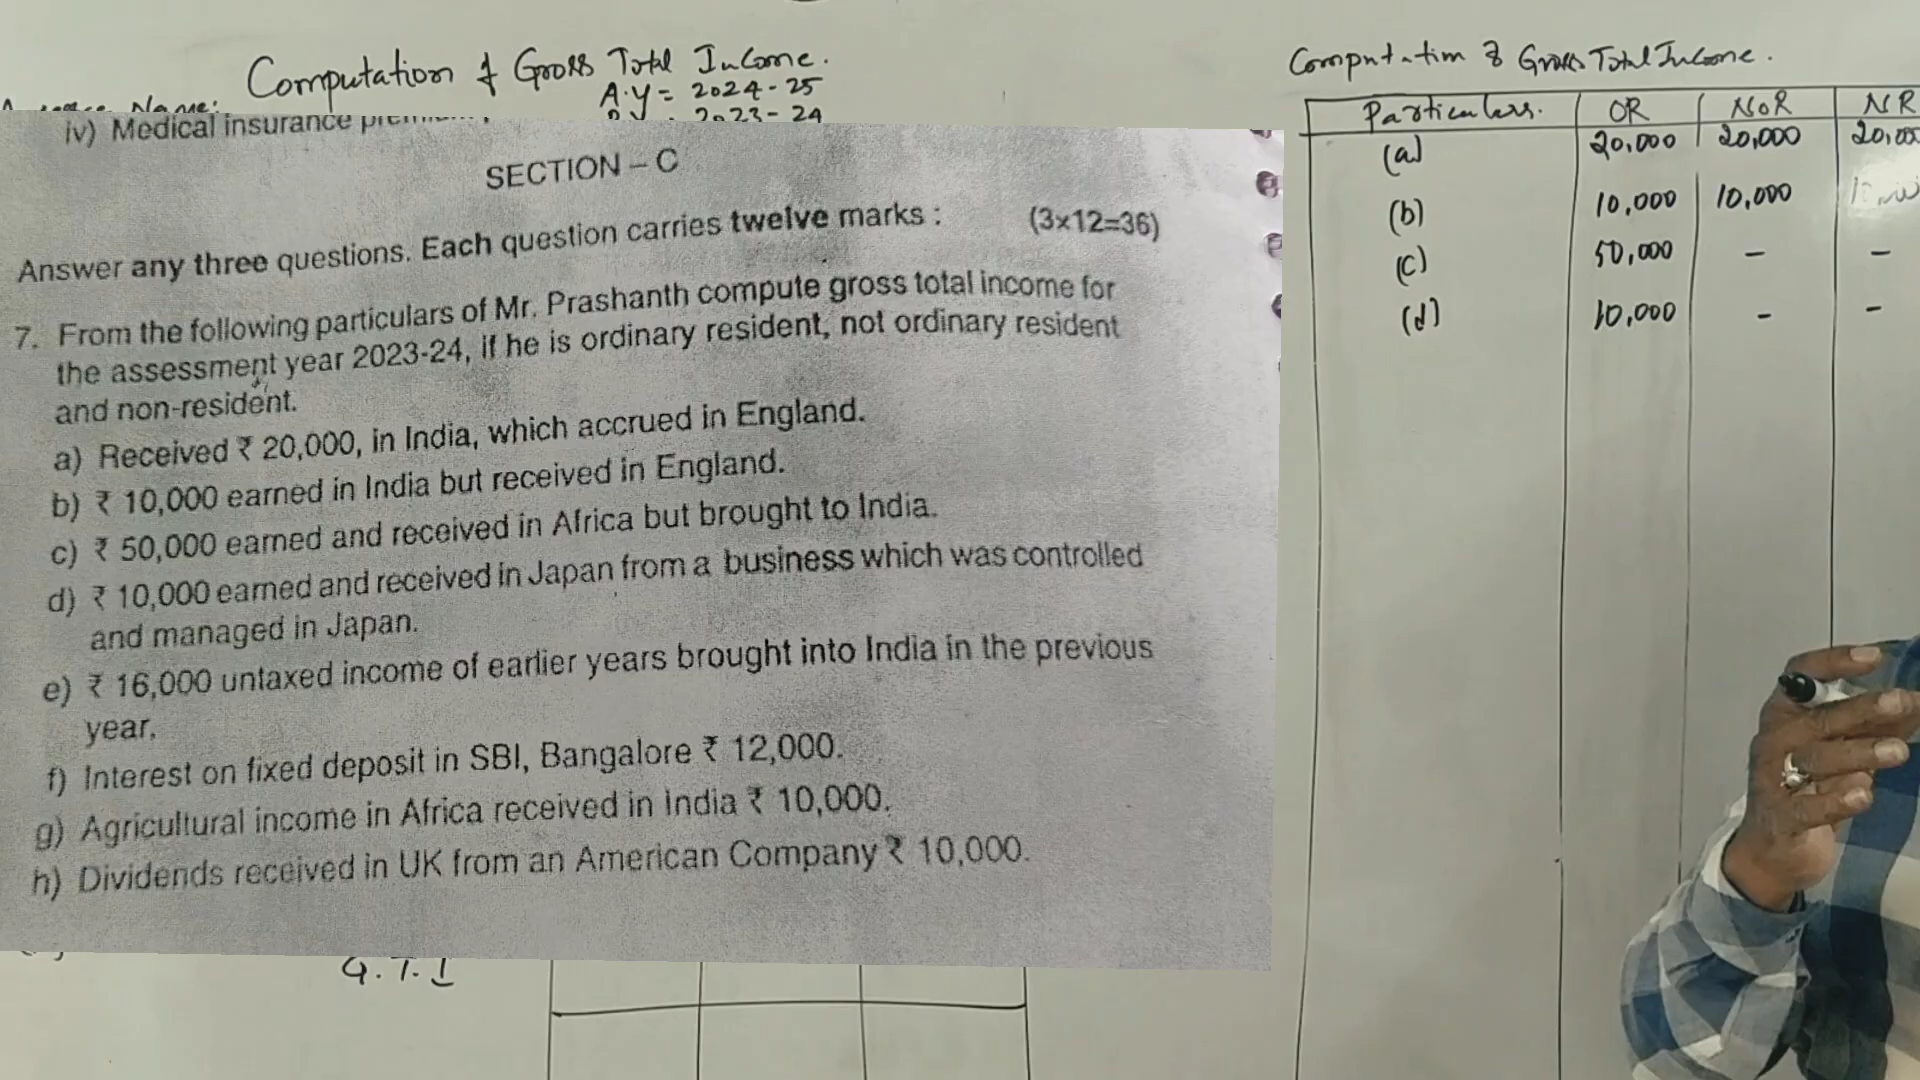 Computation of Gross Total Income.
A.Y = 2024-25
2023-24
Name:
iv) Medical insurance
SECTION – C
Answer any three questions. Each question carries twelve marks : (3x12=36)
7. From the following particulars of Mr. Prashanth compute gross total income for
the assessment year 2023-24, if he is ordinary resident, not ordinary resident
and non-resident.
a) Received ₹ 20,000, in India, which accrued in England.
b) ₹ 10,000 earned in India but received in England.
c) ₹ 50,000 earned and received in Africa but brought to India.
d) ₹ 10,000 earned and received in Japan from a business which was controlled
and managed in Japan.
e) ₹ 16,000 untaxed income of earlier years brought into India in the previous
year.
f) Interest on fixed deposit in SBI, Bangalore ₹ 12,000.
g) Agricultural income in Africa received in India ₹ 10,000.
h) Dividends received in UK from an American Company ₹ 10,000.
G.T.I
Computation of Gross Total Income.
Particulars. OR NOR NR
(a) 20,000 20,000 20,000
(b) 10,000 10,000
(c) 50,000 - -
(d) 10,000 - -